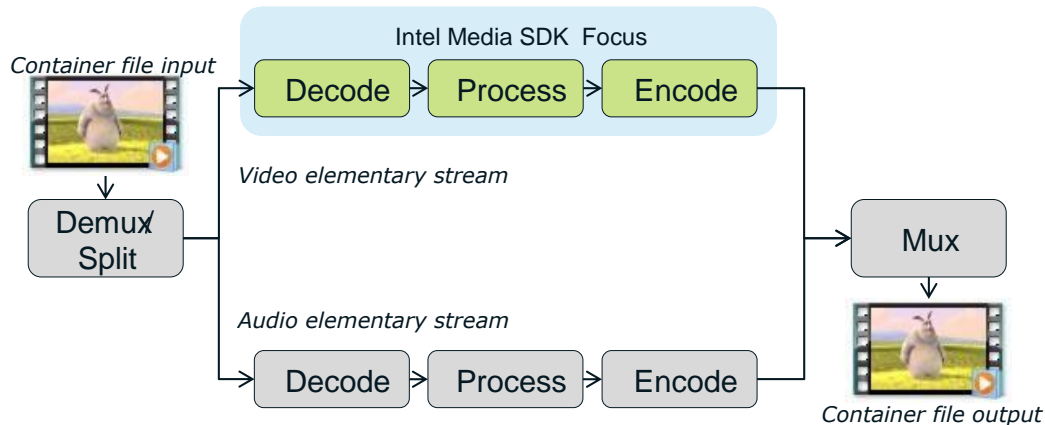 Intel Media SDK Focus
Container file input
Decode
Process
Encode
Video elementary stream
Demux/
Split
Mux
Audio elementary stream
Decode
Process
Encode
Container file output